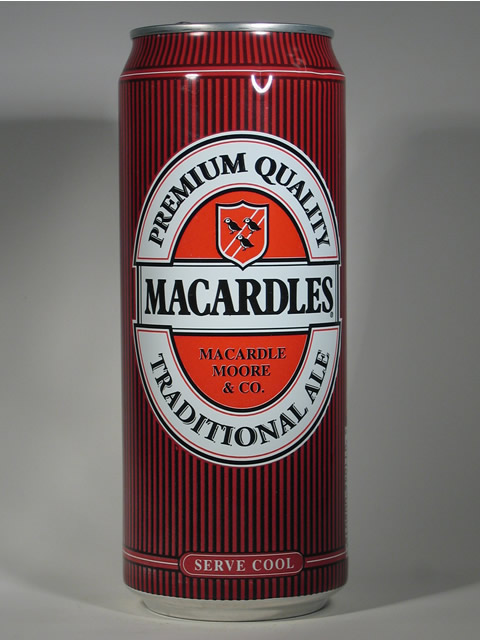 PREMIUM QUALITY
MACARDLES®
MACARDLE
MOORE
& CO.
TRADITIONAL ALE
SERVE COOL